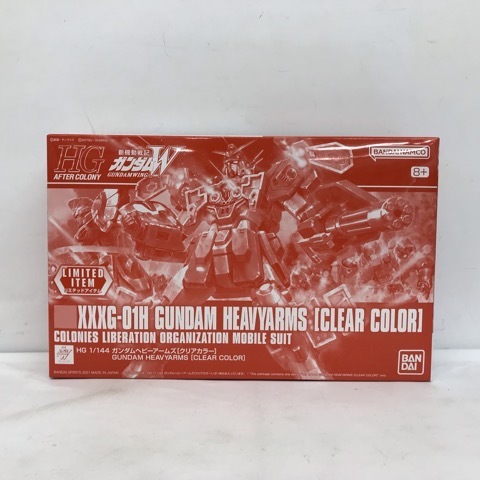 HG
AFTER COLONY
新機動戦記
ガンダムW
GUNDAM WING
BANDAI NAMCO
8+
LIMITED
ITEM
リミテッドアイテム
XXXG-01H GUNDAM HEAVYARMS [CLEAR COLOR]
COLONIES LIBERATION ORGANIZATION MOBILE SUIT
HG 1/144 ガンダムヘビーアームズ[クリアカラー]
GUNDAM HEAVYARMS [CLEAR COLOR]
BAN
DAI